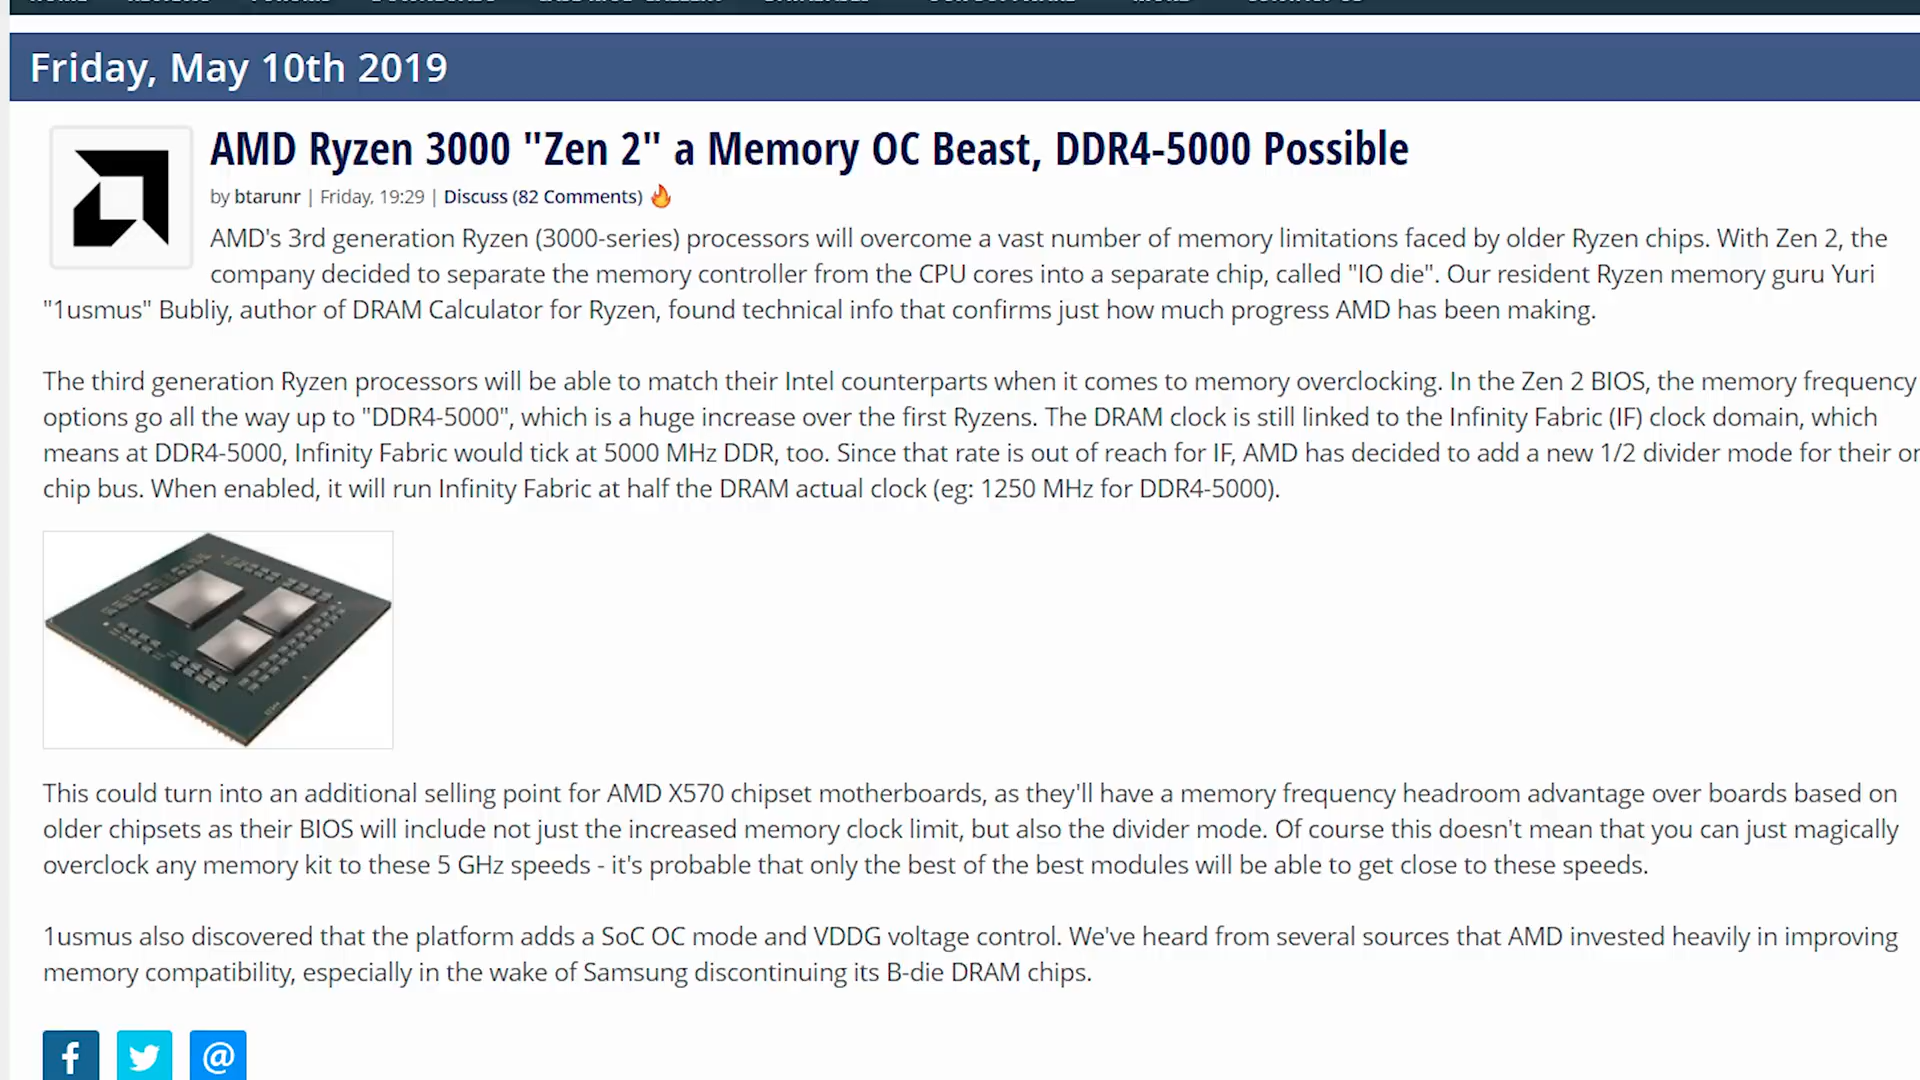 Friday, May 10th 2019
AMD Ryzen 3000 "Zen 2" a Memory OC Beast, DDR4-5000 Possible
by btarunr | Friday, 19:29 | Discuss (82 Comments)
AMD's 3rd generation Ryzen (3000-series) processors will overcome a vast number of memory limitations faced by older Ryzen chips. With Zen 2, the
company decided to separate the memory controller from the CPU cores into a separate chip, called "IO die". Our resident Ryzen memory guru Yuri
"1usmus" Bubliy, author of DRAM Calculator for Ryzen, found technical info that confirms just how much progress AMD has been making.
The third generation Ryzen processors will be able to match their Intel counterparts when it comes to memory overclocking. In the Zen 2 BIOS, the memory frequency
options go all the way up to "DDR4-5000", which is a huge increase over the first Ryzens. The DRAM clock is still linked to the Infinity Fabric (IF) clock domain, which
means at DDR4-5000, Infinity Fabric would tick at 5000 MHz DDR, too. Since that rate is out of reach for IF, AMD has decided to add a new 1/2 divider mode for their
chip bus. When enabled, it will run Infinity Fabric at half the DRAM actual clock (eg: 1250 MHz for DDR4-5000).
This could turn into an additional selling point for AMD X570 chipset motherboards, as they'll have a memory frequency headroom advantage over boards based on
older chipsets as their BIOS will include not just the increased memory clock limit, but also the divider mode. Of course this doesn't mean that you can just magically
overclock any memory kit to these 5 GHz speeds - it's probable that only the best of the best modules will be able to get close to these speeds.
1usmus also discovered that the platform adds a SoC OC mode and VDDG voltage control. We've heard from several sources that AMD invested heavily in improving
memory compatibility, especially in the wake of Samsung discontinuing its B-die DRAM chips.